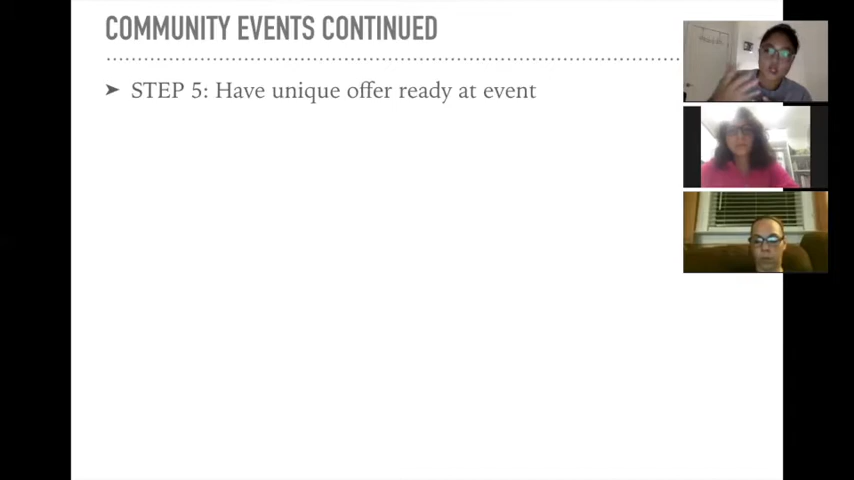 COMMUNITY EVENTS CONTINUED
➤ STEP 5: Have unique offer ready at event